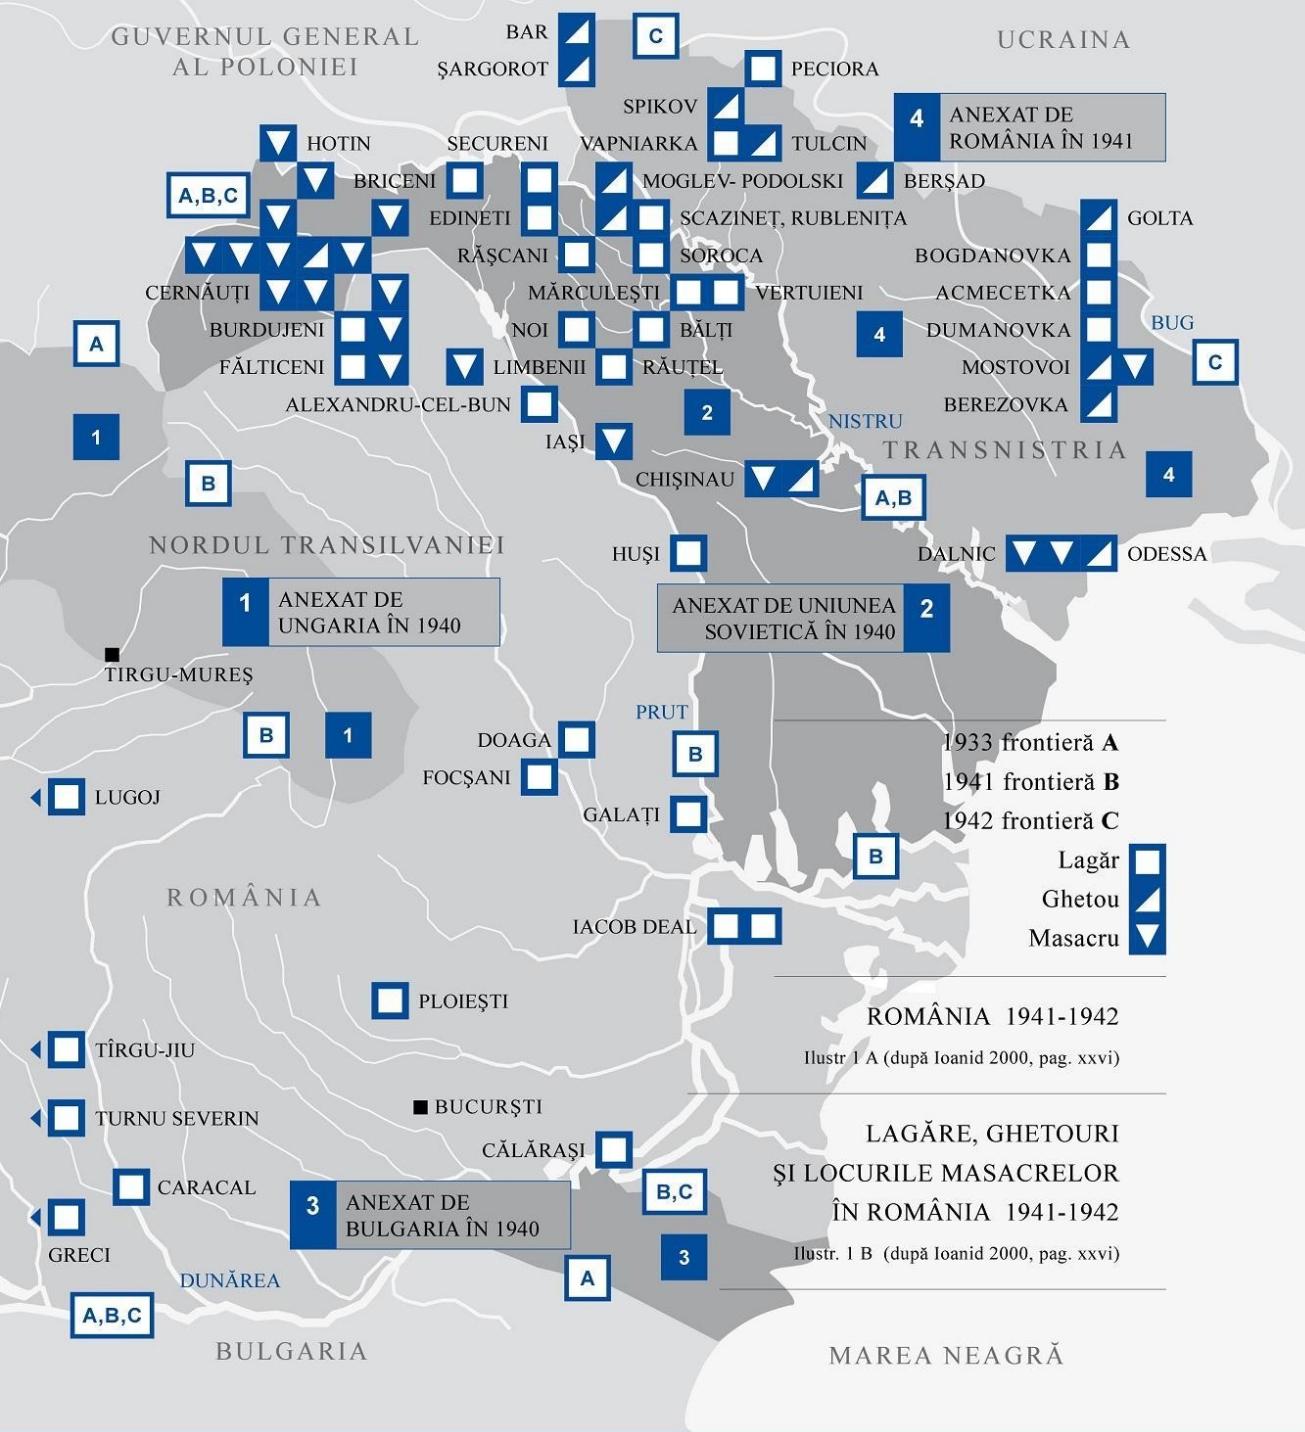 GUVERNUL GENERAL
AL POLONIEI
BAR
C
UCRAINA
ŞARGOROT
PECIORA
SPIKOV
4
ANEXAT DE
ROMÂNIA ÎN 1941
HOTIN
SECURENI
VAPNIARKA
TULCIN
A,B,C
BRICENI
MOGLEV- PODOLSKI
BERŞAD
EDINETI
SCAZINEŢ, RUBLENIŢA
GOLTA
RĂŞCANI
SOROCA
BOGDANOVKA
CERNĂUŢI
MĂRCULEŞTI
VERTUIENI
ACMECETKA
A
BURDUJENI
NOI
BĂLŢI
4
DUMANOVKA
BUG
FĂLTICENI
LIMBENII
RĂUŢEL
MOSTOVOI
C
ALEXANDRU-CEL-BUN
2
BEREZOVKA
1
IAŞI
NISTRU
TRANSNISTRIA
B
CHIŞINAU
A,B
4
NORDUL TRANSILVANIEI
HUŞI
DALNIC
ODESSA
1
ANEXAT DE
UNGARIA ÎN 1940
ANEXAT DE UNIUNEA
SOVIETICĂ ÎN 1940
2
TIRGU-MUREŞ
B
1
PRUT
DOAGA
B
1933 frontieră A
FOCŞANI
1941 frontieră B
LUGOJ
GALAŢI
1942 frontieră C
B
Lagăr
ROMÂNIA
Ghetou
IACOB DEAL
Masacru
PLOIEŞTI
ROMÂNIA 1941-1942
TÎRGU-JIU
Ilustr 1 A (după Ioanid 2000, pag. xxvi)
TURNU SEVERIN
BUCURŞTI
CĂLĂRAŞI
LAGĂRE, GHETOURI
ŞI LOCURILE MASACRELOR
ÎN ROMÂNIA 1941-1942
Ilustr. 1 B (după Ioanid 2000, pag. xxvi)
CARACAL
B,C
3
ANEXAT DE
BULGARIA ÎN 1940
GRECI
3
DUNĂREA
A
A,B,C
BULGARIA
MAREA NEAGRĂ